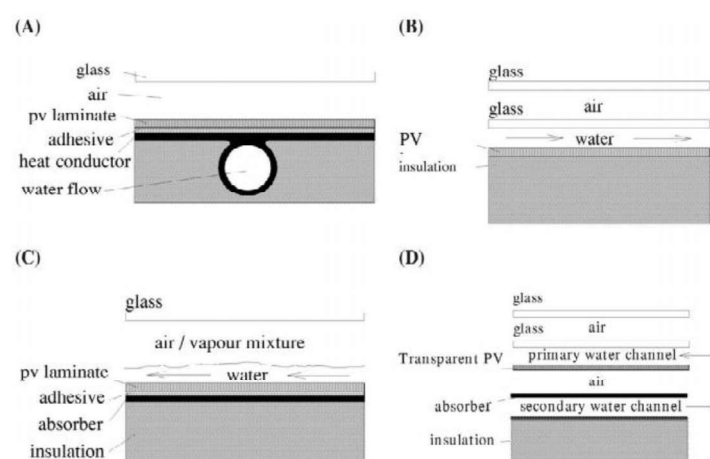 (A)
glass
air
pv laminate
adhesive
heat conductor
water flow
(B)
glass
glass air
PV water
insulation
(C)
glass
air / vapour mixture
pv laminate water
adhesive
absorber
insulation
(D)
glass
glass air
Transparent PV primary water channel
air
absorber
secondary water channel
insulation